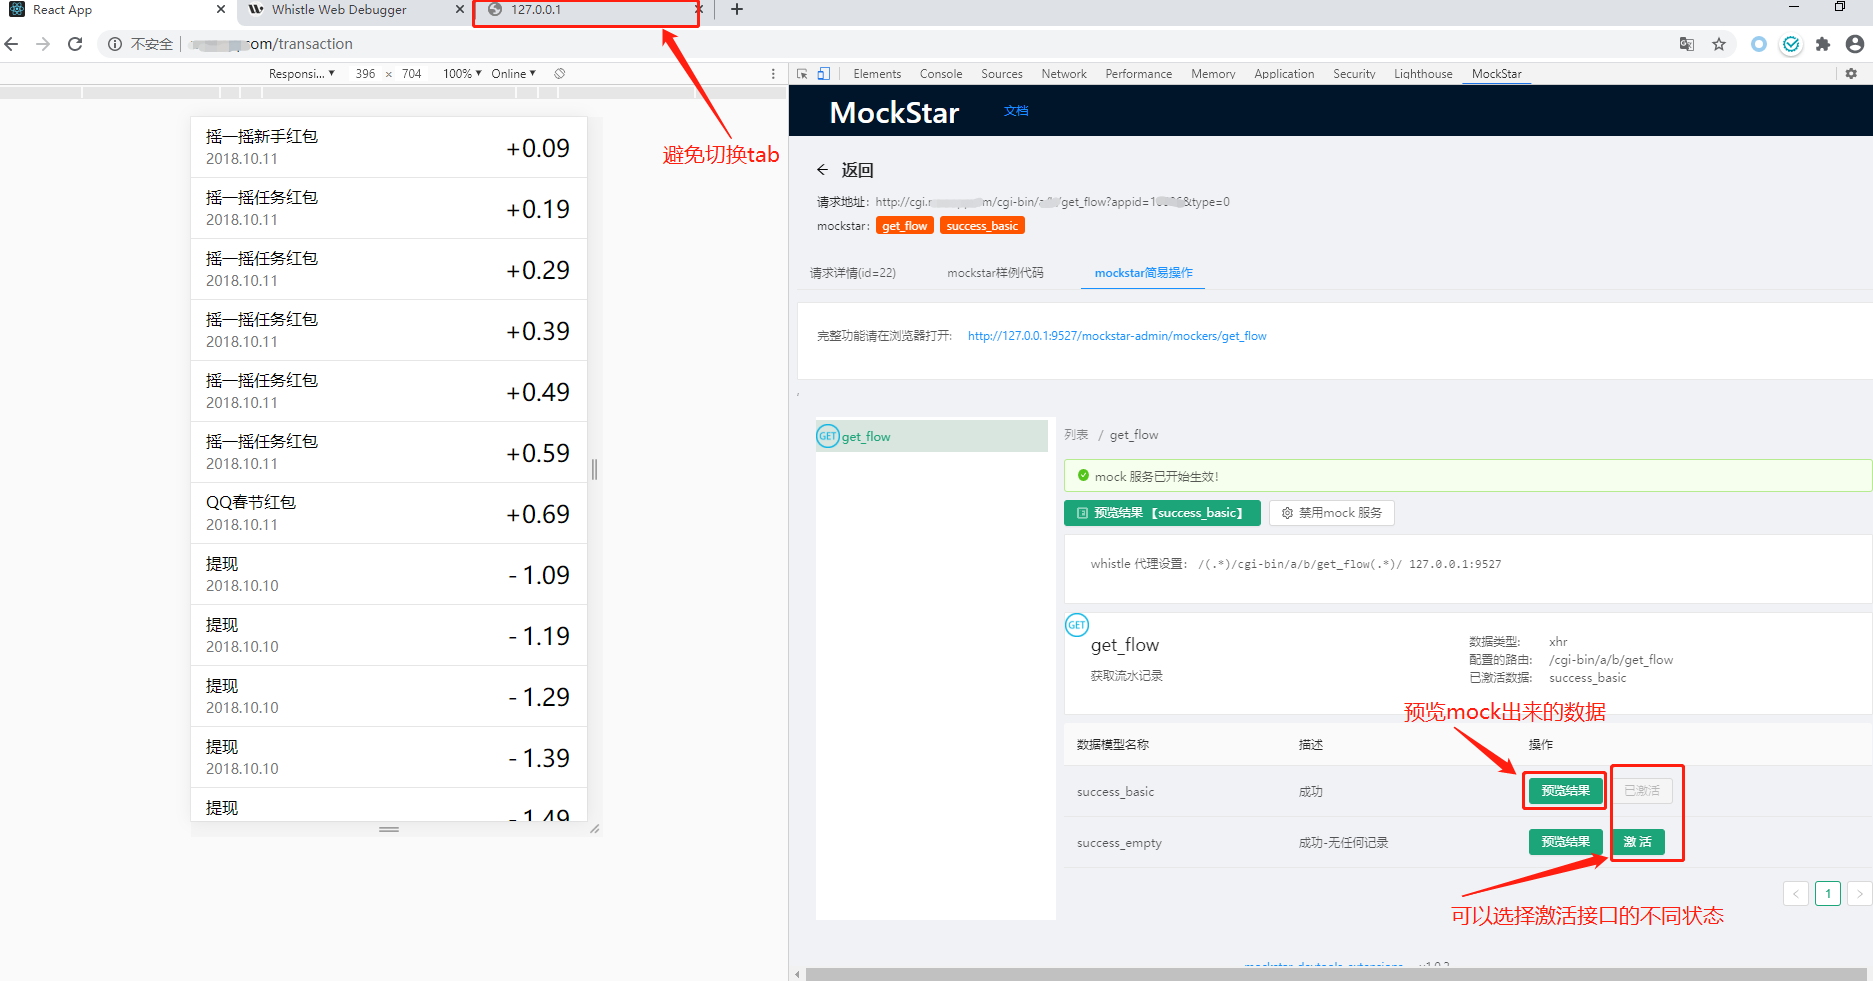 React App
Whistle Web Debugger
127.0.0.1
不安全
com/transaction
避免切换tab
Responsi...
396
704
100%
Online
Elements
Console
Sources
Network
Performance
Memory
Application
Security
Lighthouse
MockStar
摇一摇新手红包
+0.09
2018.10.11
摇一摇任务红包
+0.19
2018.10.11
摇一摇任务红包
+0.29
2018.10.11
摇一摇任务红包
+0.39
2018.10.11
摇一摇任务红包
+0.49
2018.10.11
摇一摇任务红包
+0.59
2018.10.11
QQ春节红包
+0.69
2018.10.11
提现
- 1.09
2018.10.10
提现
- 1.19
2018.10.10
提现
- 1.29
2018.10.10
提现
- 1.39
2018.10.10
提现
- 1.49
MockStar
文档
返回
请求地址: http://cgi. m/cgi-bin/a /get_flow?appid=1 &type=0
mockstar: get_flow success_basic
请求详情(id=22)
mockstar样例代码
mockstar简易操作
完整功能请在浏览器打开: http://127.0.0.1:9527/mockstar-admin/mockers/get_flow
GET get_flow
列表 / get_flow
mock 服务已开始生效!
预览结果 【success_basic】
禁用mock 服务
whistle 代理设置: /(.*)/cgi-bin/a/b/get_flow(.*)/ 127.0.0.1:9527
GET
get_flow
获取流水记录
数据类型: xhr
配置的路由: /cgi-bin/a/b/get_flow
已激活数据: success_basic
预览mock出来的数据
数据模型名称 描述 操作
success_basic 成功 预览结果 已激活
success_empty 成功-无任何记录 预览结果 激 活
1
可以选择激活接口的不同状态